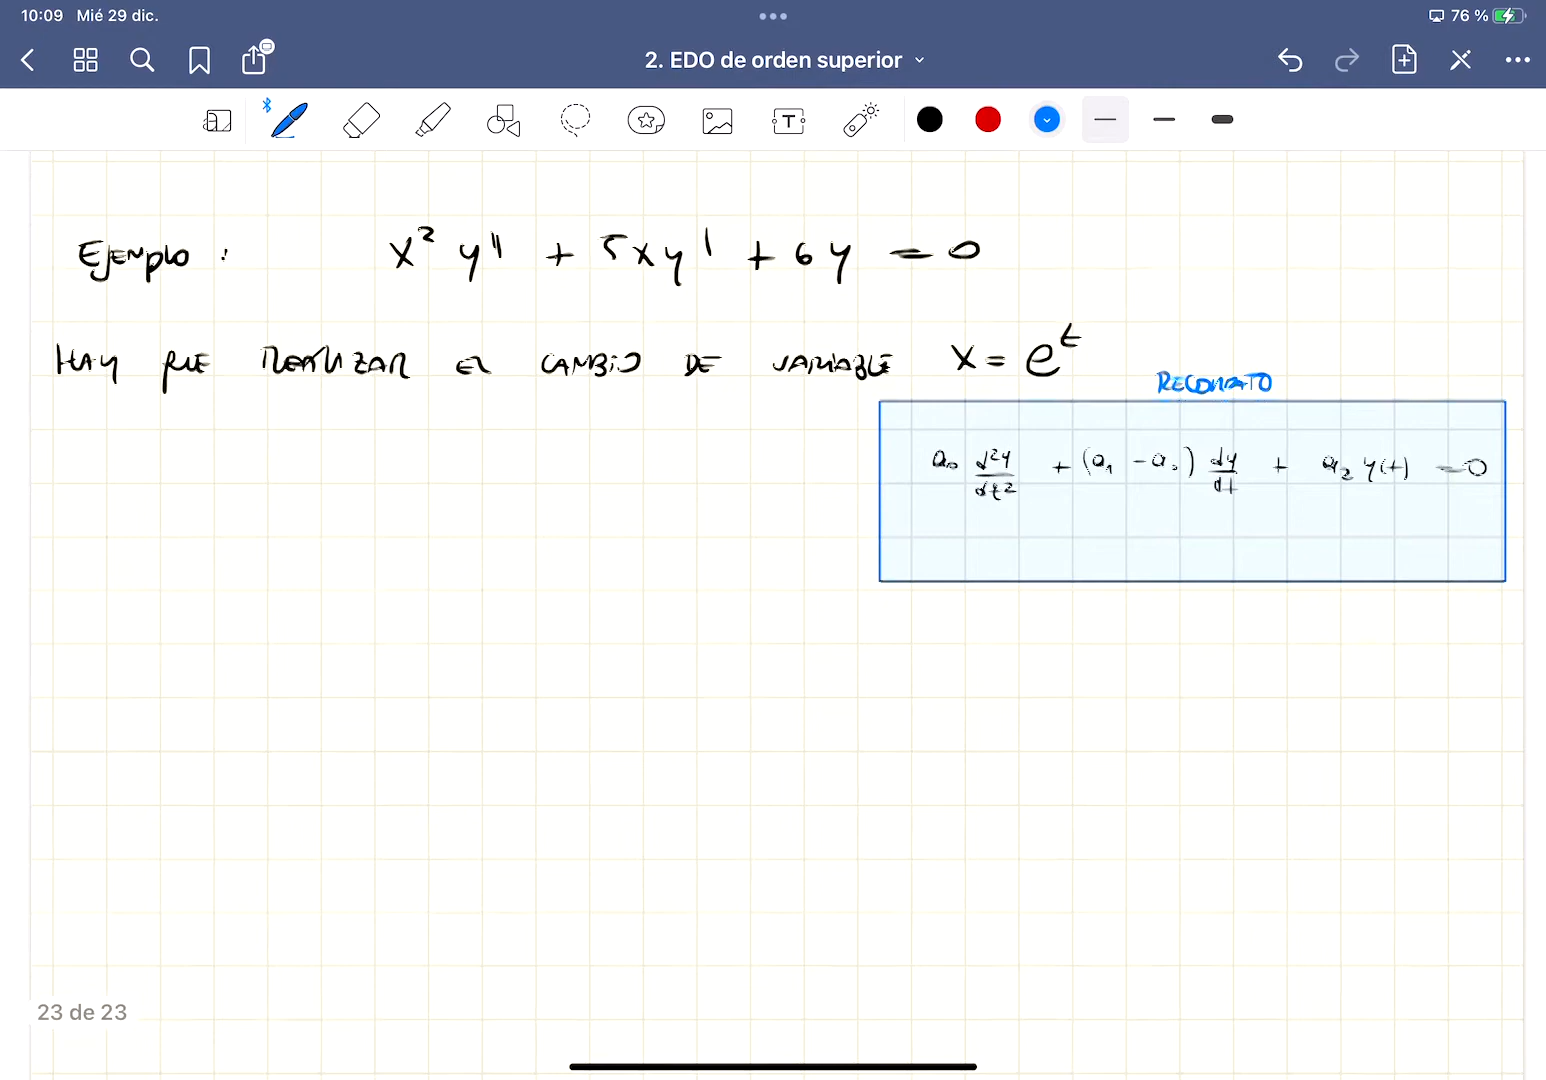 10:09 Mié 29 dic.
76 %
2. EDO de orden superior
T
Ejemplo: x² y'' + 5xy' + 6y = 0
HAY QUE REALIZAR EL CAMBIO DE VARIABLE x = e^t
RECORDATO
a₀ d²y/dt² + (a₁ - a₀) dy/dt + a₂ y(t) = 0
23 de 23